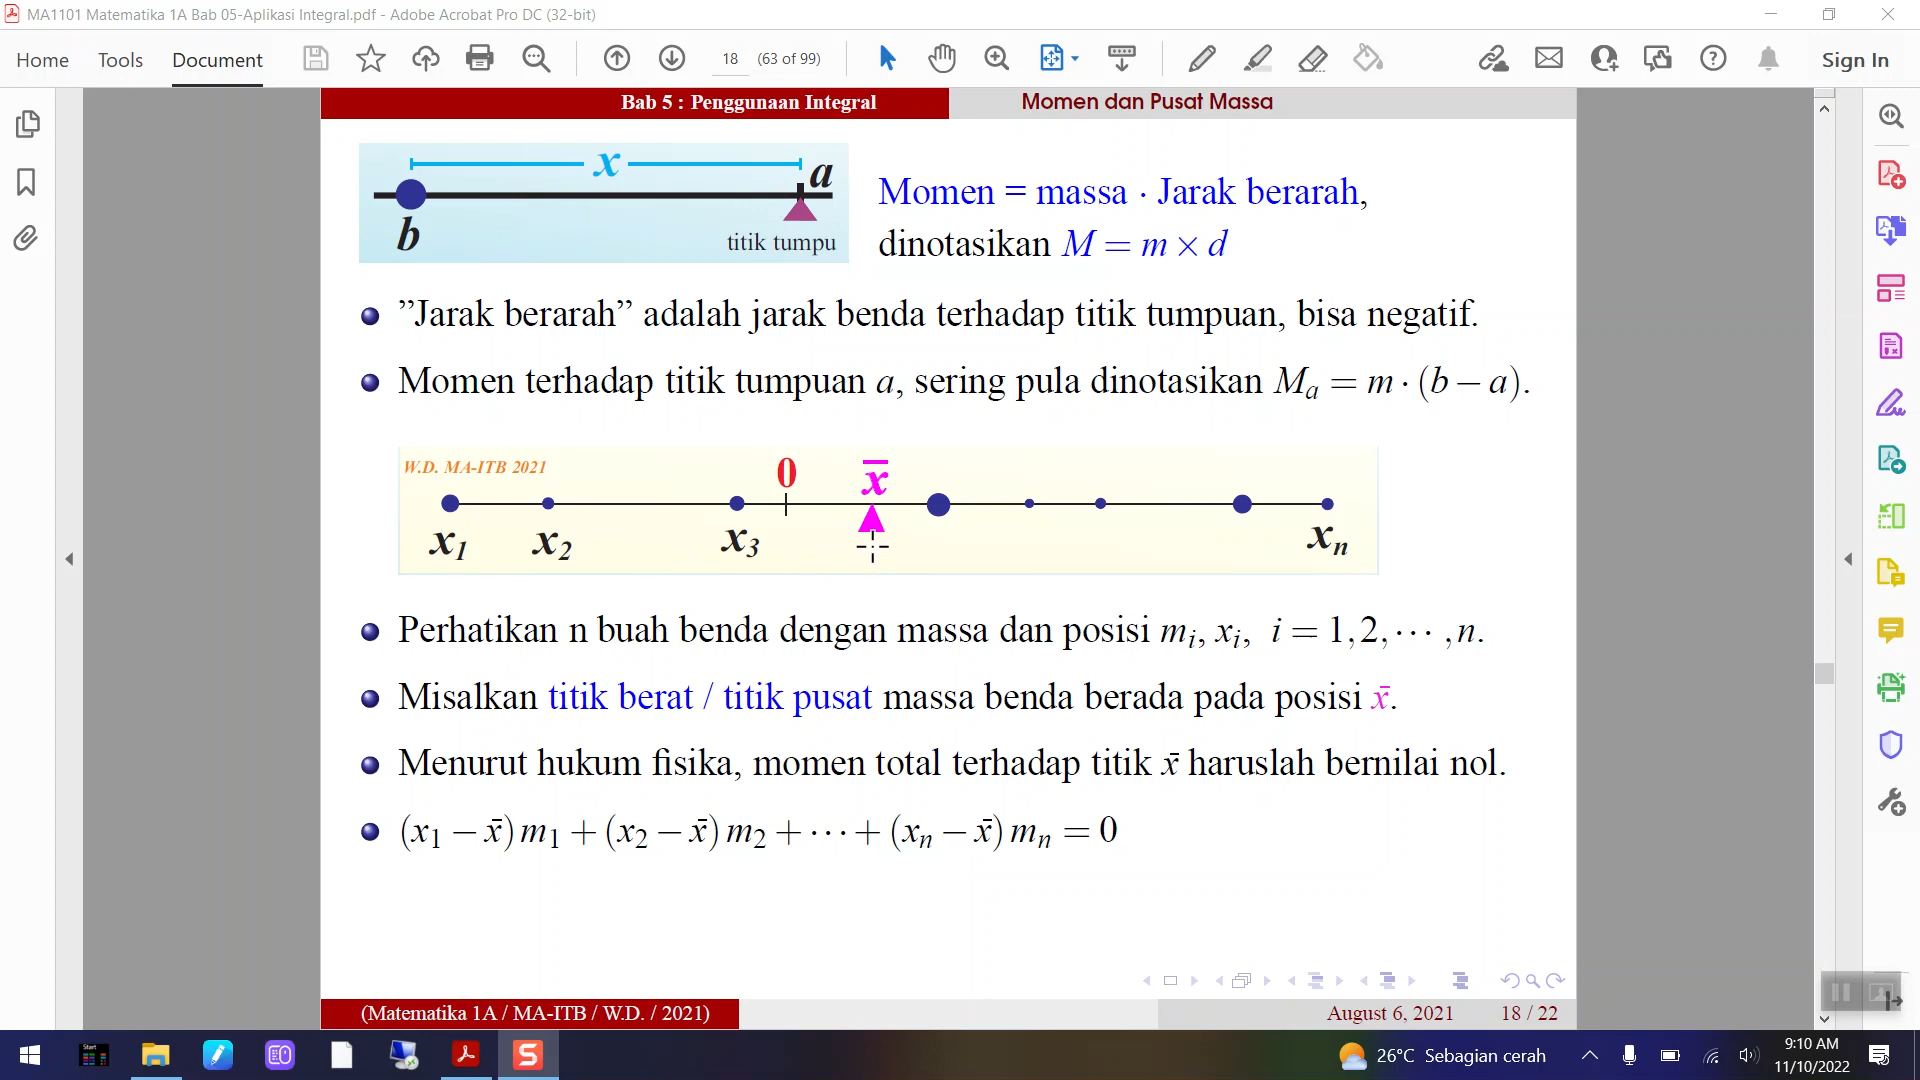 MA1101 Matematika 1A Bab 05-Aplikasi Integral.pdf - Adobe Acrobat Pro DC (32-bit)
Home Tools Document 18 (63 of 99) Sign In
Bab 5 : Penggunaan Integral Momen dan Pusat Massa
x
a
b
titik tumpu
Momen = massa · Jarak berarah,
dinotasikan M = m × d
”Jarak berarah” adalah jarak benda terhadap titik tumpuan, bisa negatif.
Momen terhadap titik tumpuan a, sering pula dinotasikan Mₐ = m · (b − a).
W.D. MA-ITB 2021
0 x̄
x₁ x₂ x₃ xₙ
Perhatikan n buah benda dengan massa dan posisi mᵢ, xᵢ, i = 1,2,⋯,n.
Misalkan titik berat / titik pusat massa benda berada pada posisi x̄.
Menurut hukum fisika, momen total terhadap titik x̄ haruslah bernilai nol.
(x₁ − x̄) m₁ + (x₂ − x̄) m₂ + ⋯ + (xₙ − x̄) mₙ = 0
(Matematika 1A / MA-ITB / W.D. / 2021) August 6, 2021 18 / 22
Start
26°C Sebagian cerah
9:10 AM
11/10/2022